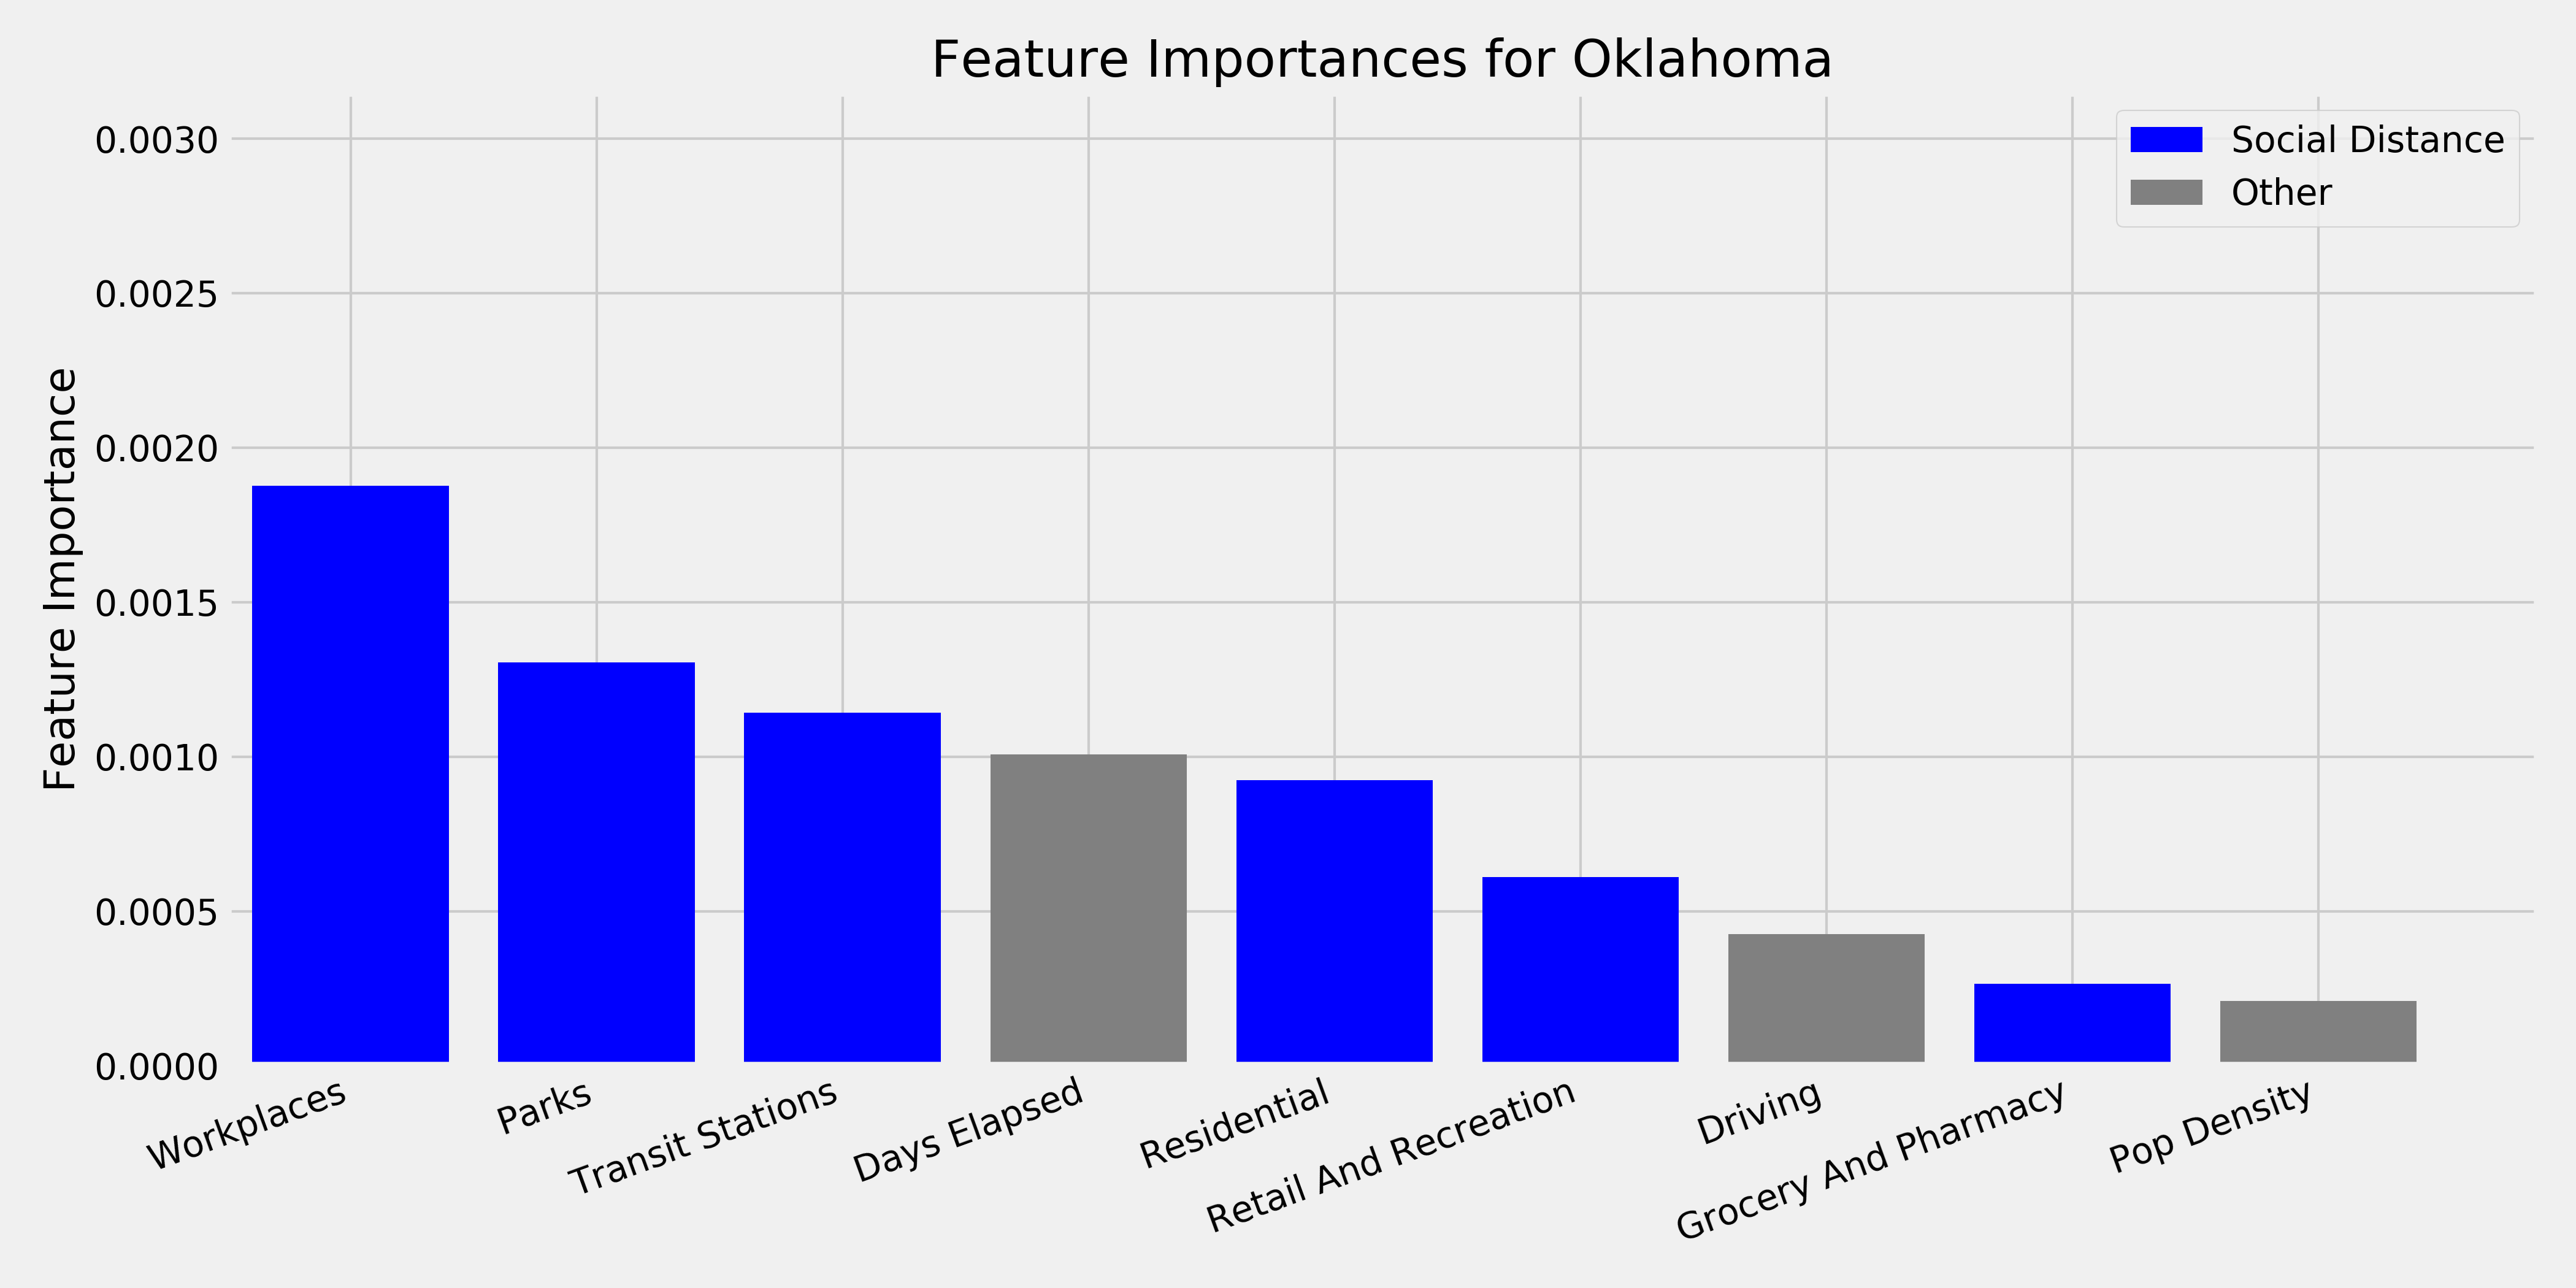 Feature Importances for Oklahoma
Social Distance
Other
Feature Importance
0.0030
0.0025
0.0020
0.0015
0.0010
0.0005
0.0000
Workplaces
Parks
Transit Stations
Days Elapsed
Residential
Retail And Recreation
Driving
Grocery And Pharmacy
Pop Density